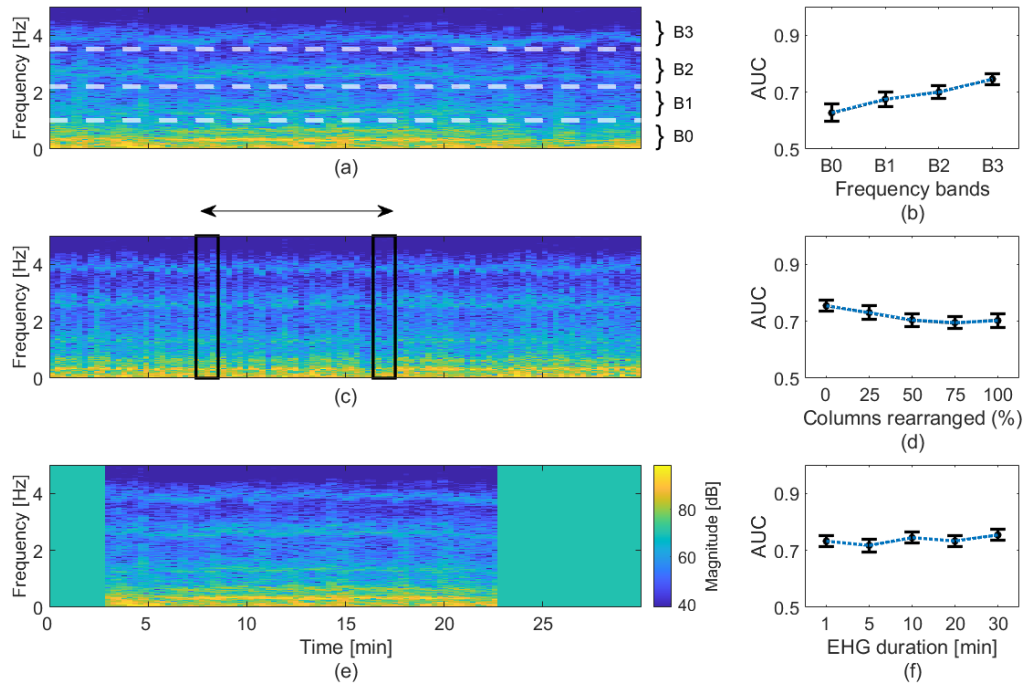 Frequency [Hz]
4
2
0
} B3
} B2
} B1
} B0
(a)
AUC
0.9
0.7
0.5
B0 B1 B2 B3
Frequency bands
(b)
Frequency [Hz]
4
2
0
(c)
AUC
0.9
0.7
0.5
0 25 50 75 100
Columns rearranged (%)
(d)
Frequency [Hz]
4
2
0
0 5 10 15 20 25
Time [min]
(e)
80
60
40
Magnitude [dB]
AUC
0.9
0.7
0.5
1 5 10 20 30
EHG duration [min]
(f)